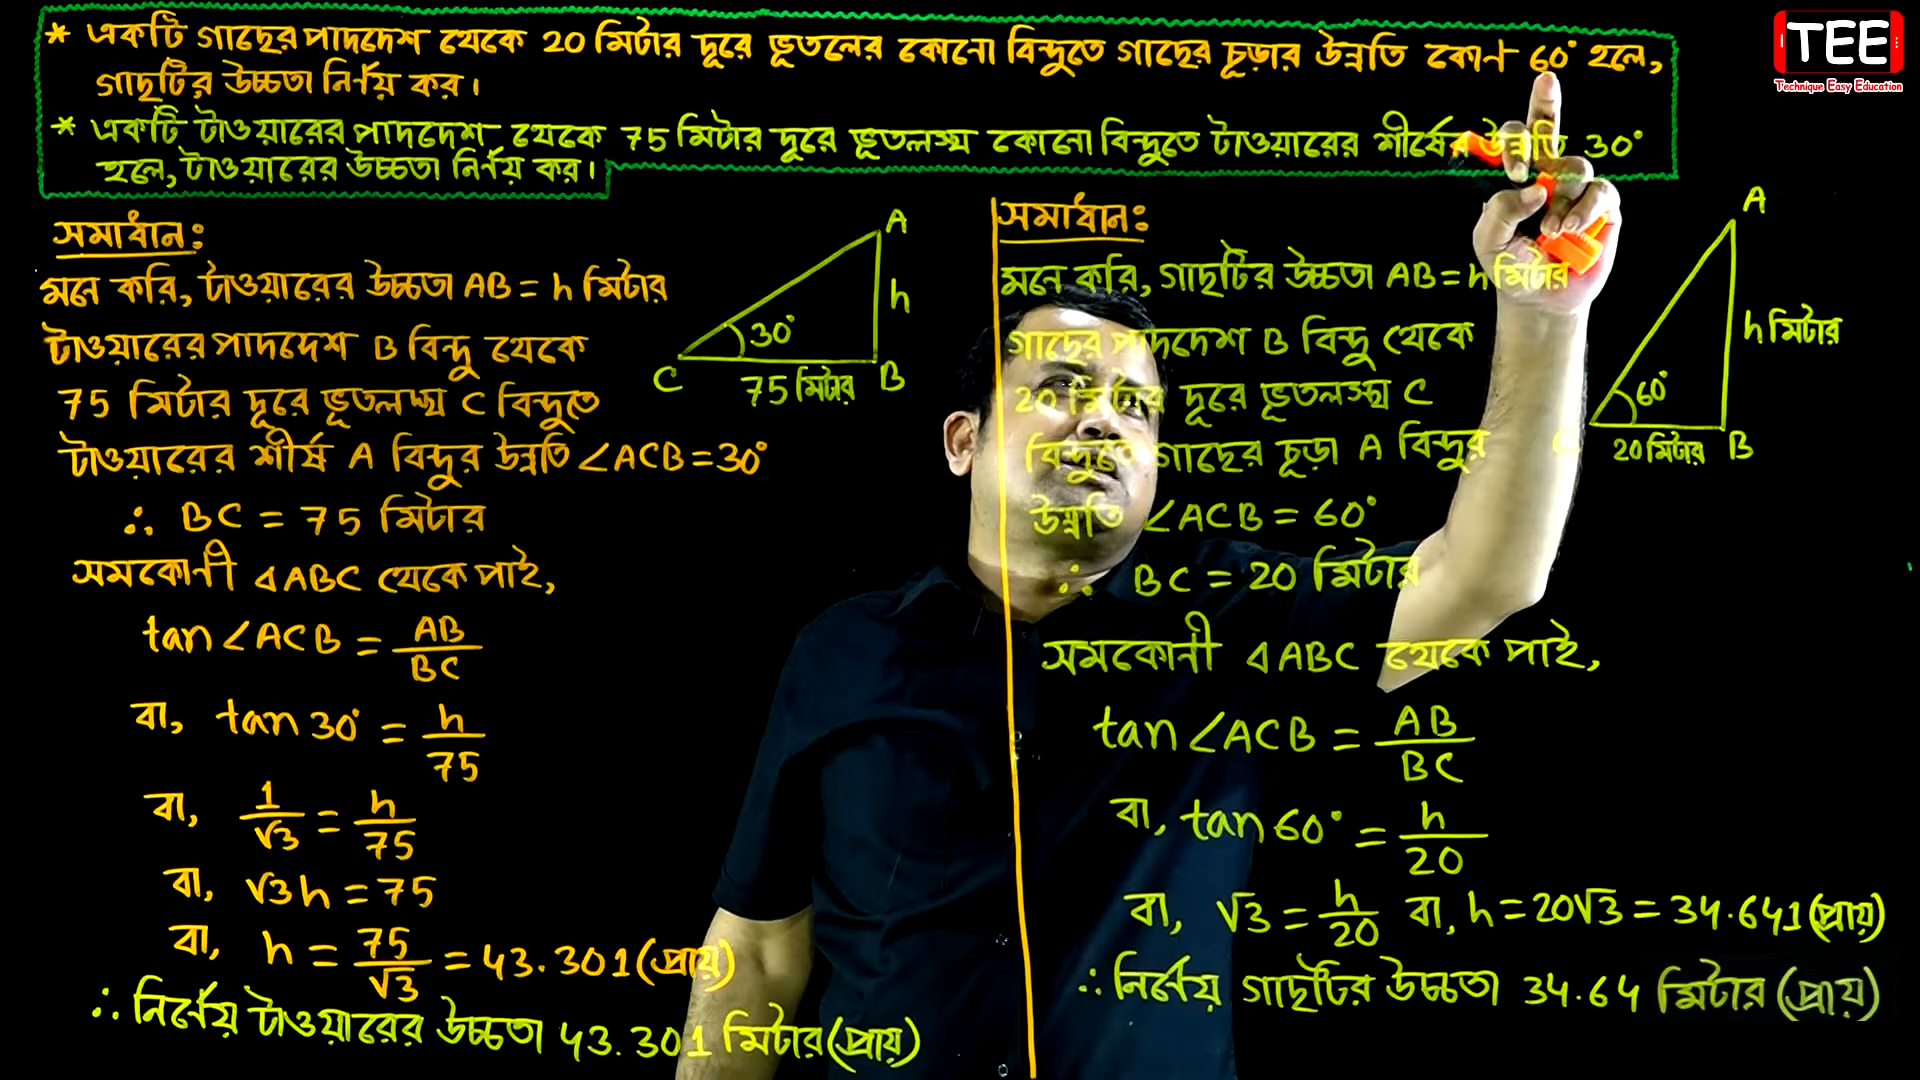 * একটি গাছের পাদদেশ থেকে 20 মিটার দূরে ভূতলের কোনো বিন্দুতে গাছের চূড়ার উন্নতি কোণ 60° হলে,
গাছটির উচ্চতা নির্ণয় কর।
* একটি টাওয়ারের পাদদেশ থেকে 75 মিটার দূরে ভূতলস্থ কোনো বিন্দুতে টাওয়ারের শীর্ষের উন্নতি 30°
হলে, টাওয়ারের উচ্চতা নির্ণয় কর।
TEE
Technique Easy Education
সমাধান:
মনে করি, টাওয়ারের উচ্চতা AB = h মিটার
টাওয়ারের পাদদেশ B বিন্দু থেকে
75 মিটার দূরে ভূতলস্থ C বিন্দুতে
টাওয়ারের শীর্ষ A বিন্দুর উন্নতি ∠ACB = 30°
∴ BC = 75 মিটার
সমকোণী ⊿ABC থেকে পাই,
tan∠ACB = AB/BC
বা, tan 30° = h/75
বা, 1/√3 = h/75
বা, √3h = 75
বা, h = 75/√3 = 43.301 (প্রায়)
∴ নির্ণেয় টাওয়ারের উচ্চতা 43.301 মিটার (প্রায়)
A
h
30°
C
75 মিটার
B
সমাধান:
মনে করি, গাছটির উচ্চতা AB = h মিটার
গাছের পাদদেশ B বিন্দু থেকে
20 মিটার দূরে ভূতলস্থ C
বিন্দুতে গাছের চূড়া A বিন্দুর
উন্নতি ∠ACB = 60°
∴ BC = 20 মিটার
সমকোণী ⊿ABC থেকে পাই,
tan∠ACB = AB/BC
বা, tan 60° = h/20
বা, √3 = h/20 বা, h = 20√3 = 34.641 (প্রায়)
∴ নির্ণেয় গাছটির উচ্চতা 34.64 মিটার (প্রায়)
A
h মিটার
60°
C
20 মিটার
B